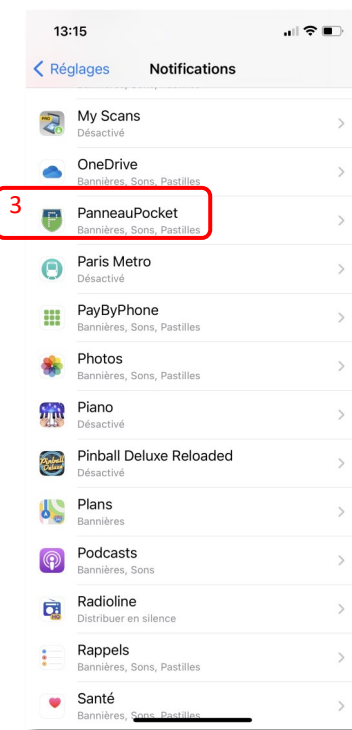 13:15
Réglages Notifications
My Scans
Désactivé
OneDrive
Bannières, Sons, Pastilles
3
PanneauPocket
Bannières, Sons, Pastilles
Paris Metro
Désactivé
PayByPhone
Bannières, Sons, Pastilles
Photos
Bannières, Sons, Pastilles
Piano
Désactivé
Pinball Deluxe Reloaded
Désactivé
Plans
Bannières
Podcasts
Bannières, Sons
Radioline
Distribuer en silence
Rappels
Bannières, Sons, Pastilles
Santé
Bannières, Sons, Pastilles